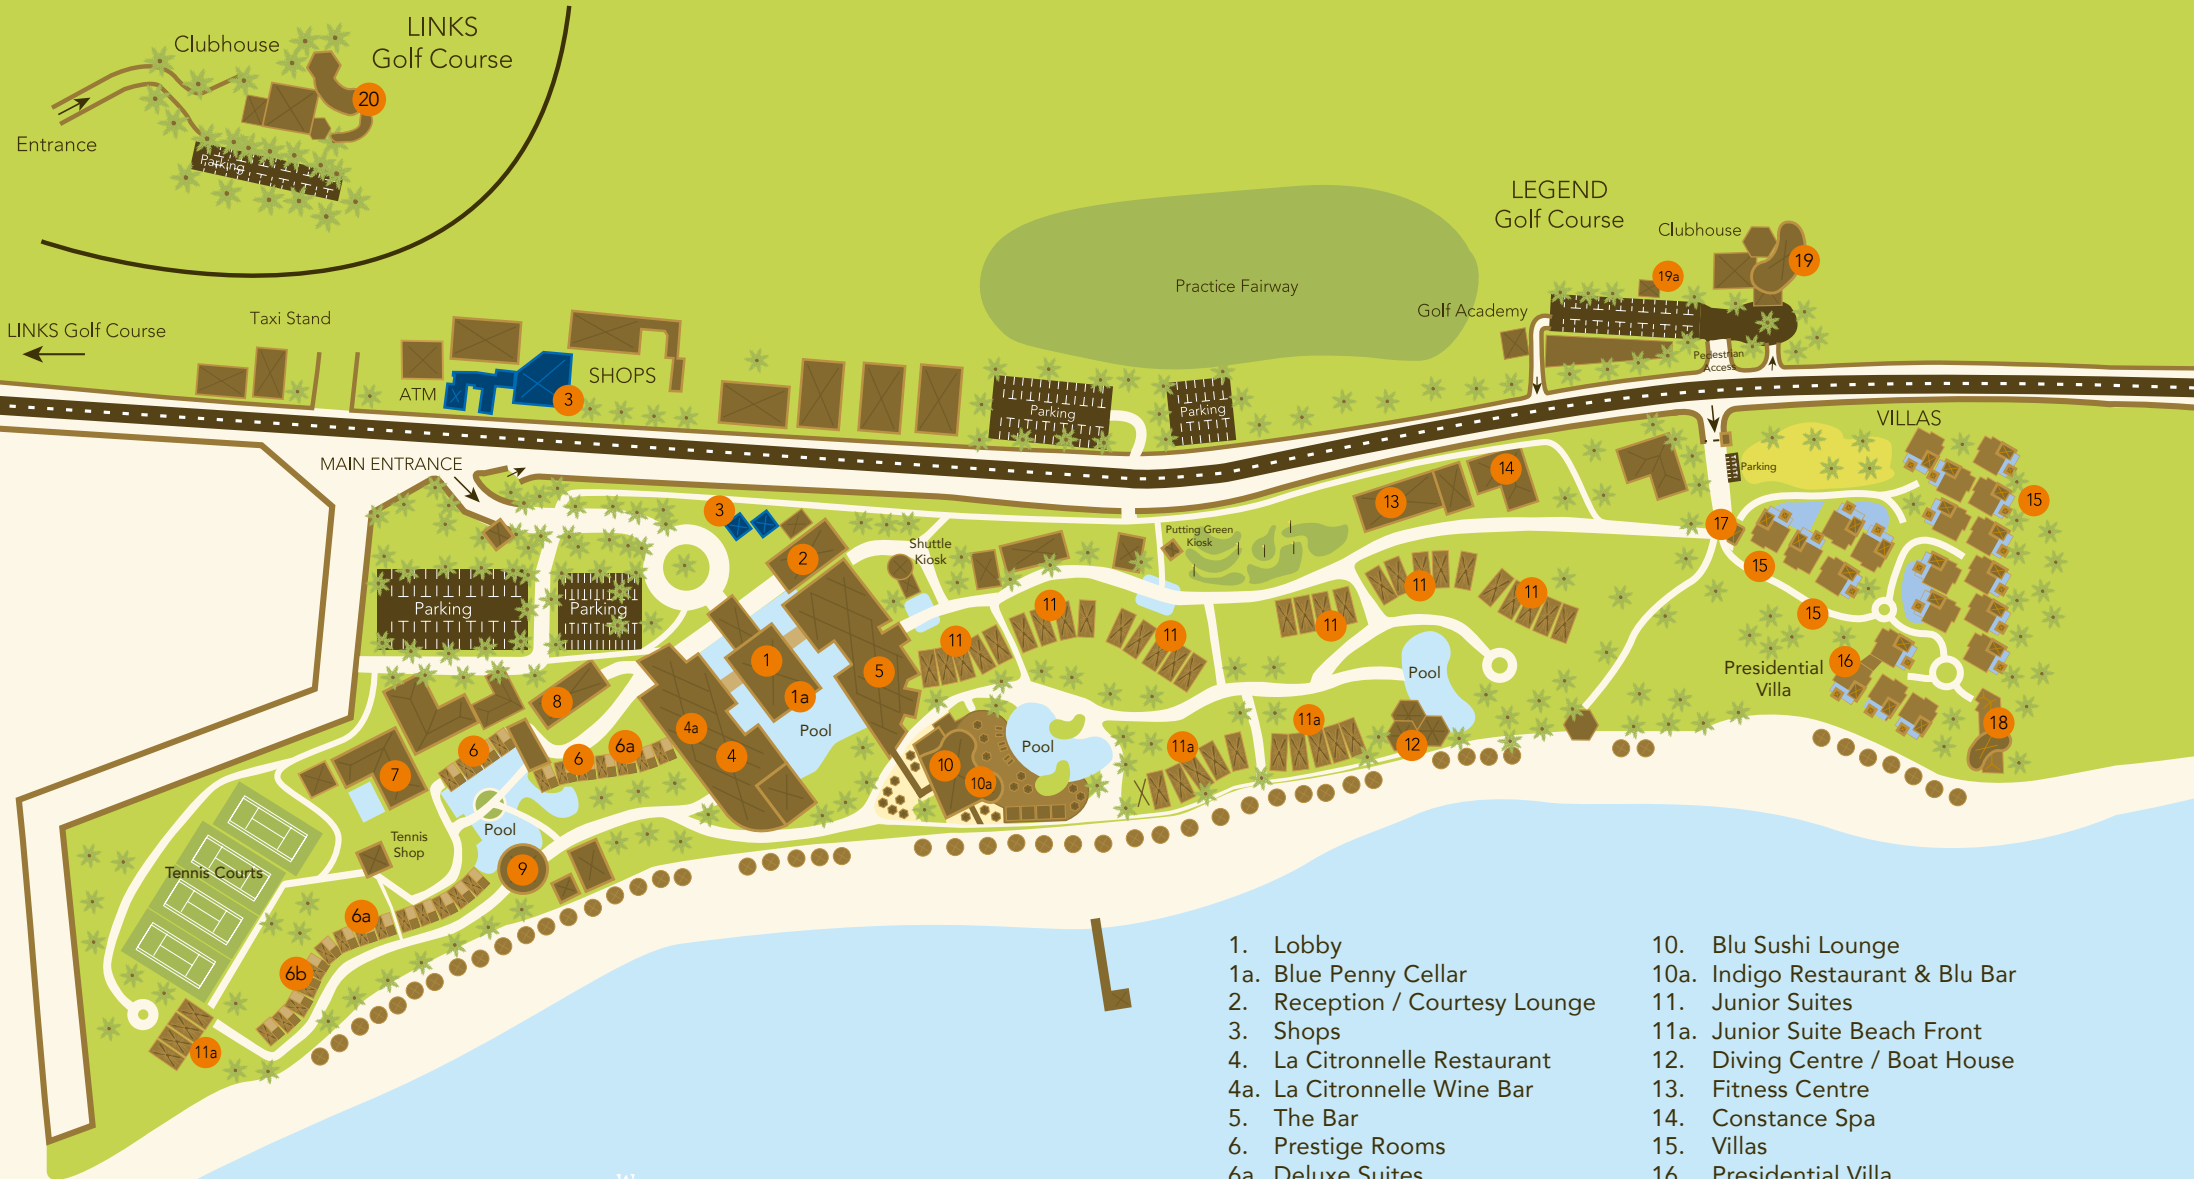 LINKS
Golf Course
Clubhouse
20
Entrance
Parking
LEGEND
Golf Course
Clubhouse
19
19a
Practice Fairway
Golf Academy
Pedestrian
Access
LINKS Golf Course
Taxi Stand
ATM
SHOPS
3
Parking
Parking
VILLAS
MAIN ENTRANCE
Parking
14
13
15
3
17
Putting Green
Kiosk
Shuttle
Kiosk
2
15
Parking
Parking
11
11
11
15
11
11
11
1
5
1a
Presidential
Villa
16
Pool
8
4a
Pool
11a
18
6
6
6a
4
Pool
11a
12
7
10
10a
Pool
Tennis
Shop
9
Tennis Courts
6a
6b
11a
1. Lobby
1a. Blue Penny Cellar
2. Reception / Courtesy Lounge
3. Shops
4. La Citronnelle Restaurant
4a. La Citronnelle Wine Bar
5. The Bar
6. Prestige Rooms
6a. Deluxe Suites
10. Blu Sushi Lounge
10a. Indigo Restaurant & Blu Bar
11. Junior Suites
11a. Junior Suite Beach Front
12. Diving Centre / Boat House
13. Fitness Centre
14. Constance Spa
15. Villas
16. Presidential Villa